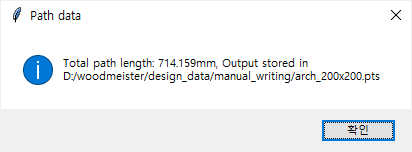 Path data
Total path length: 714.159mm, Output stored in
D:/woodmeister/design_data/manual_writing/arch_200x200.pts
확인